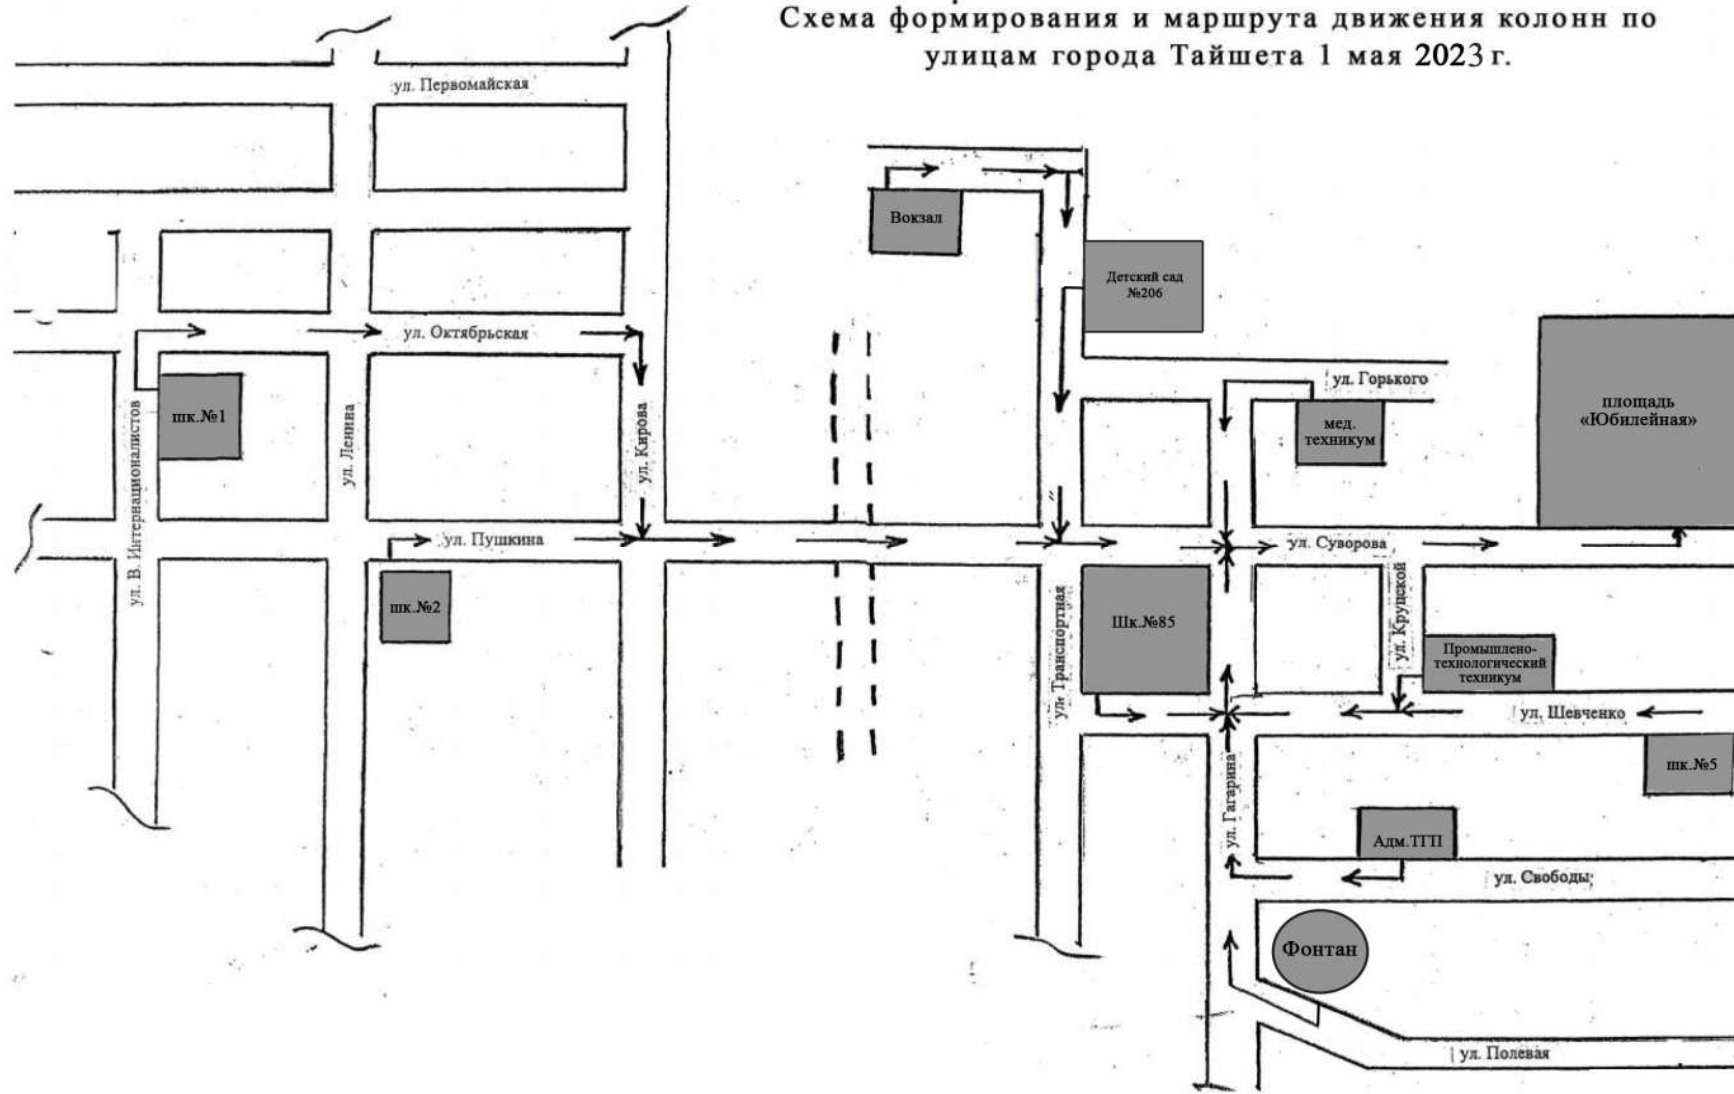 Схема формирования и маршрута движения колонн по
улицам города Тайшета 1 мая 2023 г.
ул. Первомайская
Вокзал
Детский сад
№206
ул. Октябрьская
ул. Горького
шк.№1
ул. В. Интернационалистов
ул. Ленина
ул. Кирова
мед.
техникум
площадь
«Юбилейная»
ул. Пушкина
ул. Суворова
шк.№2
ул. Транспортная
Шк.№85
ул. Крупской
Промышлено-
технологический
техникум
ул. Шевченко
шк.№5
ул. Гагарина
Адм.ТГП
ул. Свободы
Фонтан
ул. Полевая